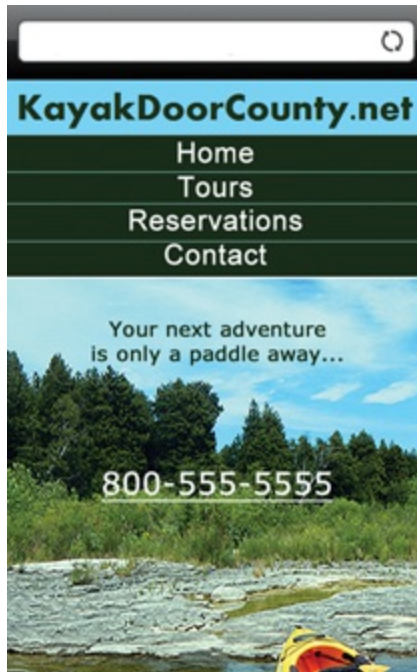 KayakDoorCounty.net
Home
Tours
Reservations
Contact
Your next adventure
is only a paddle away...
800-555-5555